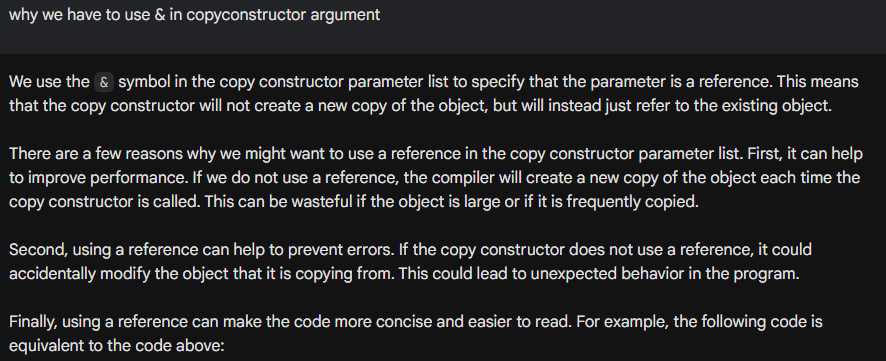 why we have to use & in copyconstructor argument
We use the & symbol in the copy constructor parameter list to specify that the parameter is a reference. This means
that the copy constructor will not create a new copy of the object, but will instead just refer to the existing object.
There are a few reasons why we might want to use a reference in the copy constructor parameter list. First, it can help
to improve performance. If we do not use a reference, the compiler will create a new copy of the object each time the
copy constructor is called. This can be wasteful if the object is large or if it is frequently copied.
Second, using a reference can help to prevent errors. If the copy constructor does not use a reference, it could
accidentally modify the object that it is copying from. This could lead to unexpected behavior in the program.
Finally, using a reference can make the code more concise and easier to read. For example, the following code is
equivalent to the code above: